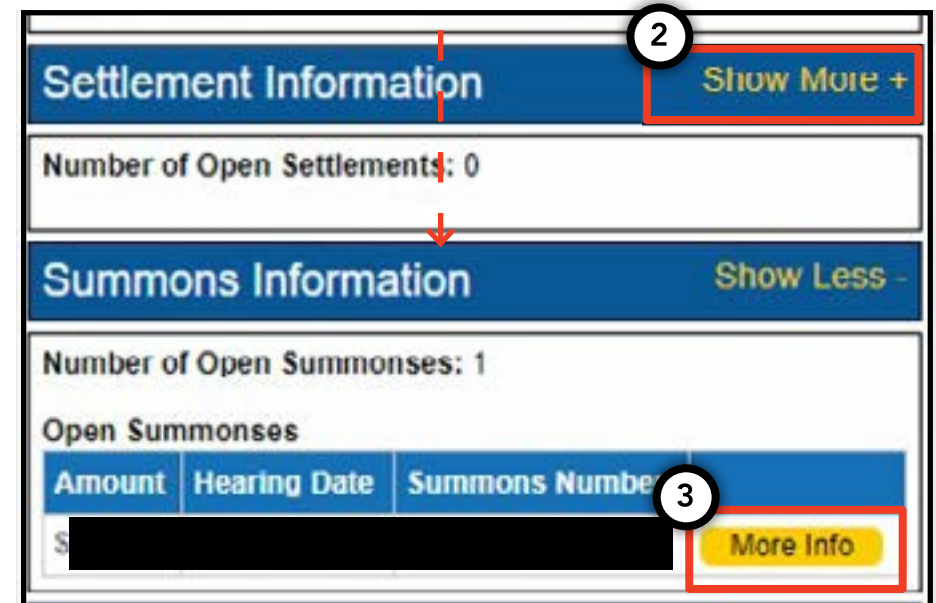 2
Settlement Information Show More +
Number of Open Settlements: 0
Summons Information Show Less -
Number of Open Summonses: 1
Open Summonses
Amount Hearing Date Summons Numbe
3
$ More Info